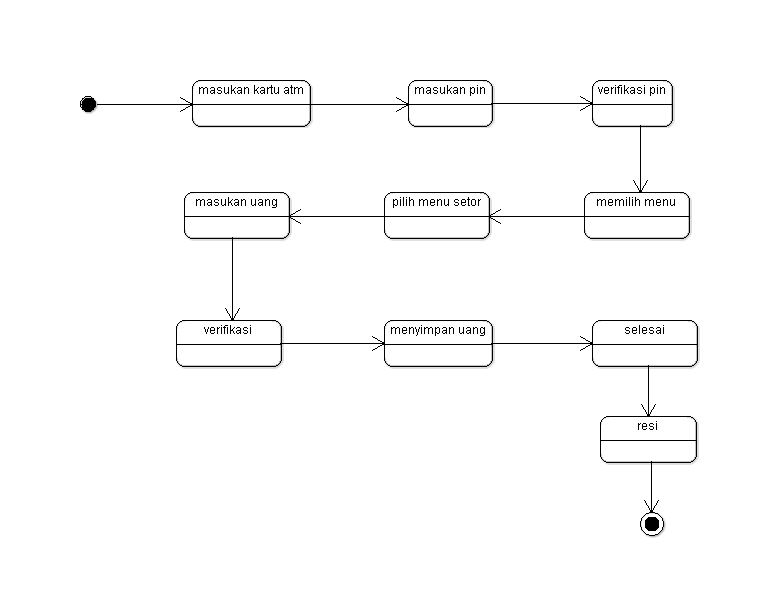 masukan kartu atm
masukan pin
verifikasi pin
memilih menu
pilih menu setor
masukan uang
verifikasi
menyimpan uang
selesai
resi